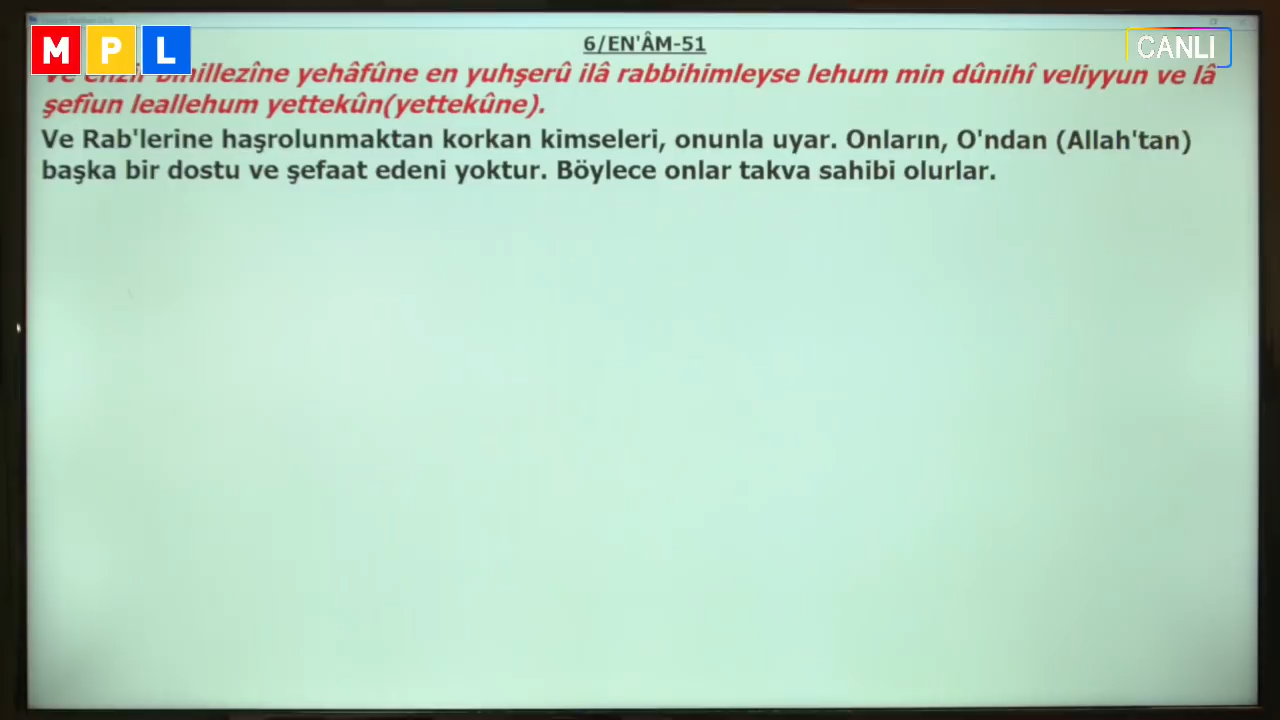 MPL
CANLI
6/EN'ÂM-51
bihillezîne yehâfûne en yuhşerû ilâ rabbihimleyse lehum min dûnihî veliyyun ve lâ
şefîun leallehum yettekûn(yettekûne).
Ve Rab'lerine haşrolunmaktan korkan kimseleri, onunla uyar. Onların, O'ndan (Allah'tan)
başka bir dostu ve şefaat edeni yoktur. Böylece onlar takva sahibi olurlar.